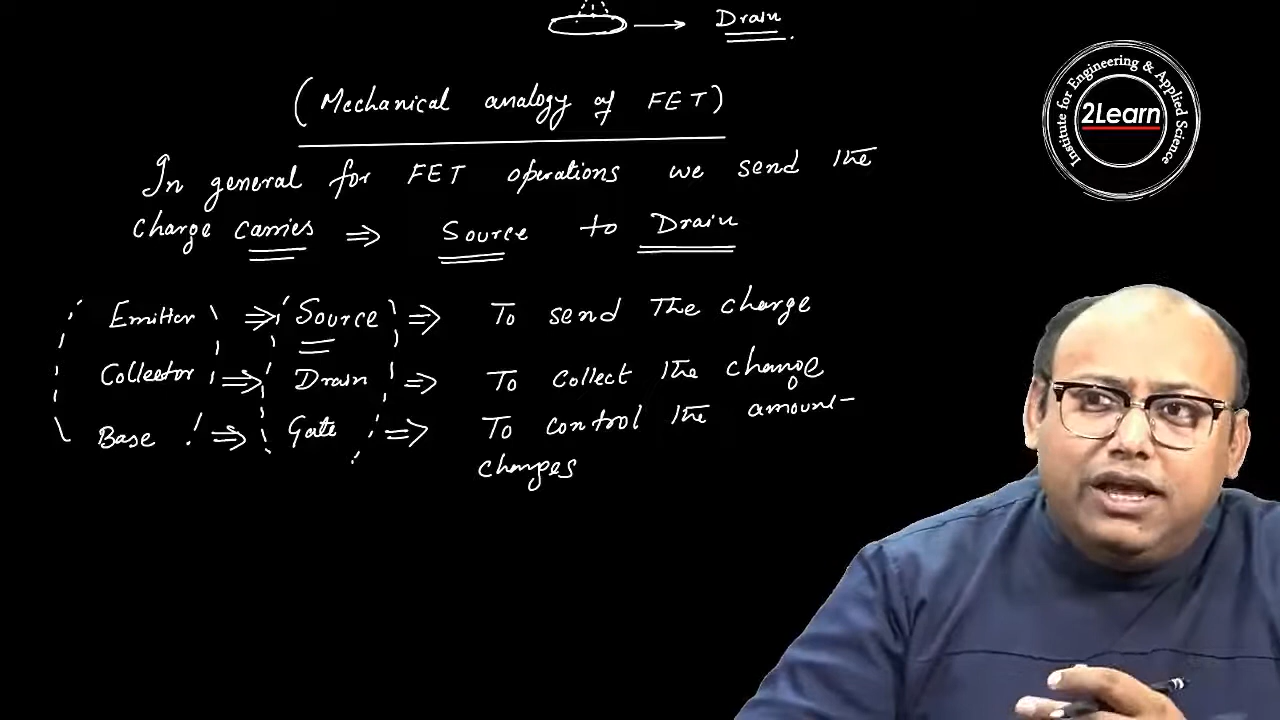 Drain
(Mechanical analogy of FET)
In general for FET operations we send the
charge carries ⇒ Source to Drain
Emitter ⇒ Source ⇒ To send the charge
Collector ⇒ Drain ⇒ To collect the charge
Base ⇒ Gate ⇒ To control the amount
charges
Institute for Engineering & Applied Science
2Learn